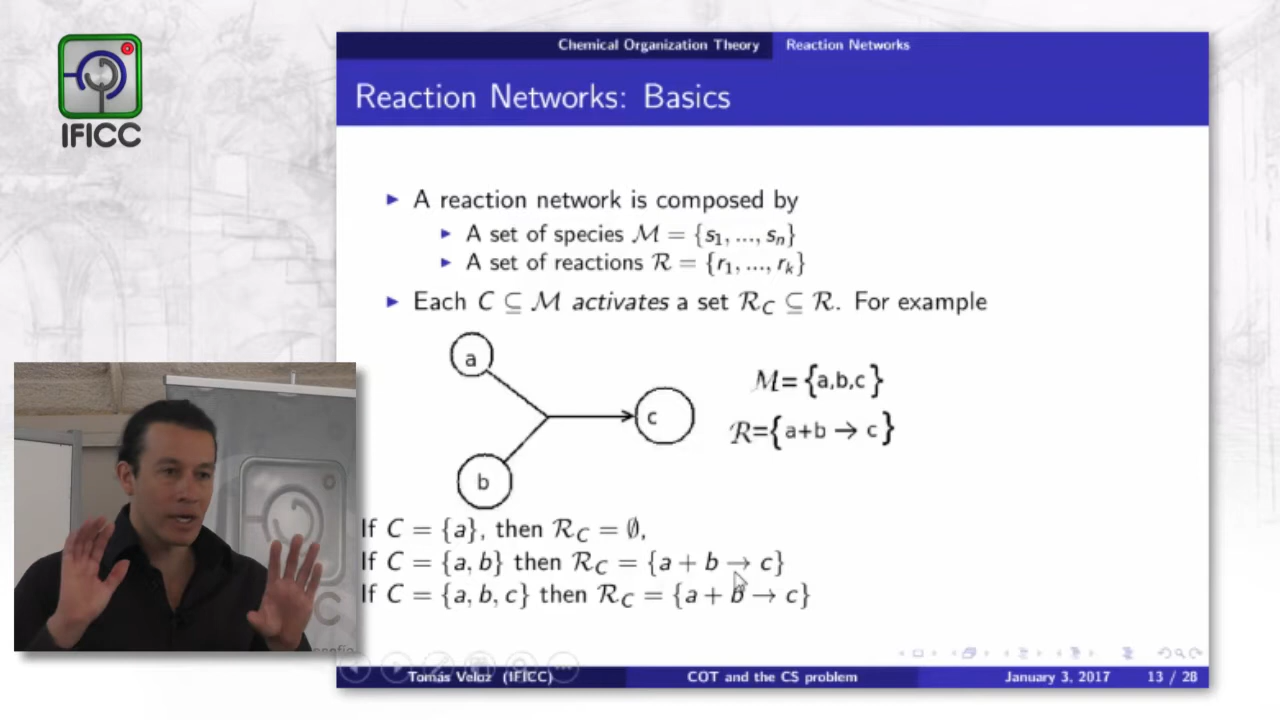 IFICC
Chemical Organization Theory Reaction Networks
Reaction Networks: Basics
A reaction network is composed by
A set of species ℳ = {s₁, ..., sₙ}
A set of reactions ℛ = {r₁, ..., rₖ}
Each C ⊆ ℳ activates a set ℛ_C ⊆ ℛ. For example
a
b
c
ℳ= {a,b,c}
ℛ={a+b → c}
If C = {a}, then ℛ_C = ∅,
If C = {a, b} then ℛ_C = {a + b → c}
If C = {a, b, c} then ℛ_C = {a + b → c}
Tomás Veloz (IFICC) COT and the CS problem January 3, 2017 13 / 28